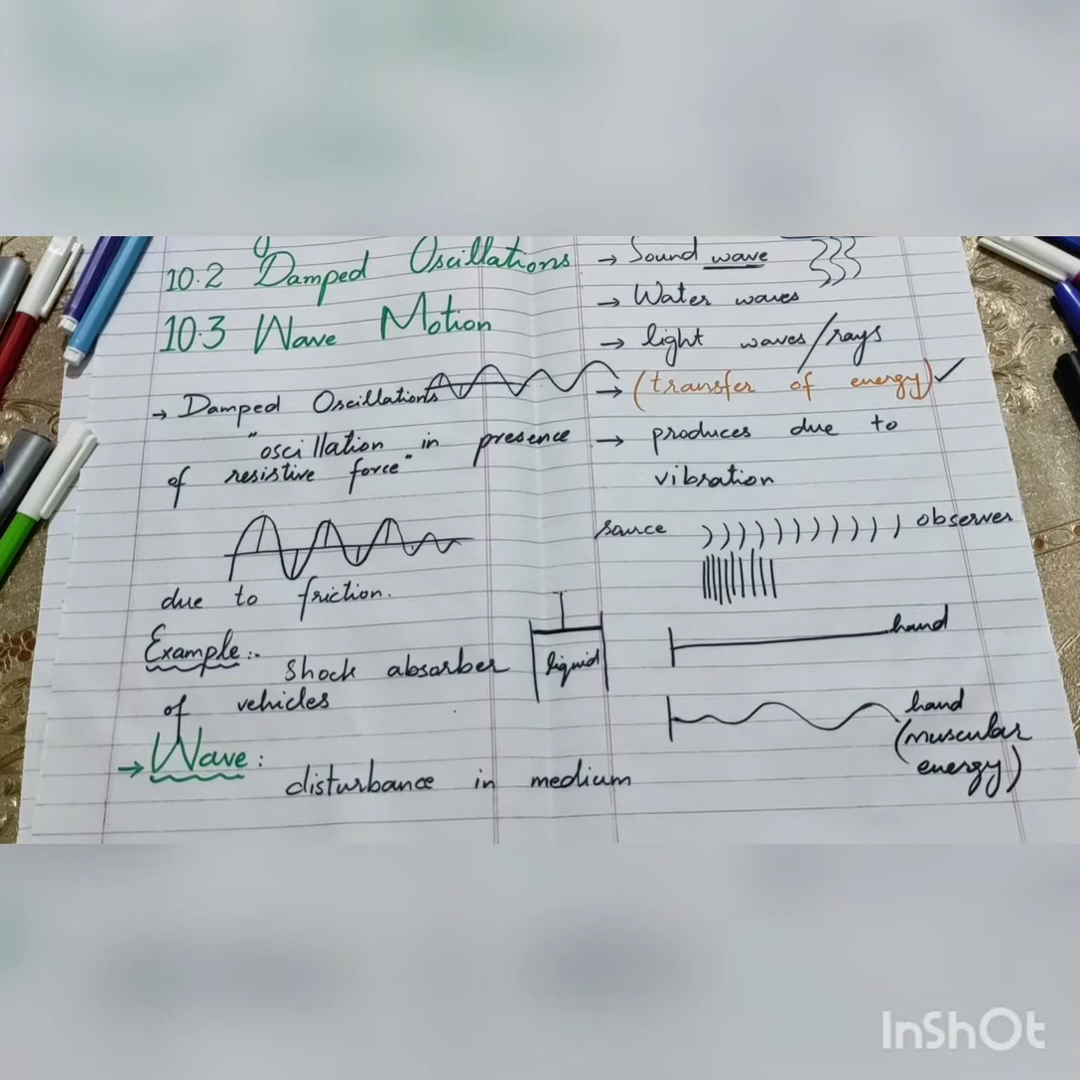 10.2 Damped Oscillations
10.3 Wave Motion
→ Damped Oscillations
"oscillation in presence
of resistive force"
due to friction.
Example:-
Shock absorber
of vehicles
liquid
→ Wave:
disturbance in medium
→ Sound wave
→ Water waves
→ light waves/rays
→ (transfer of energy) ✓
→ produces due to
vibration
source
observer
hand
hand
(muscular
energy)
InShOt